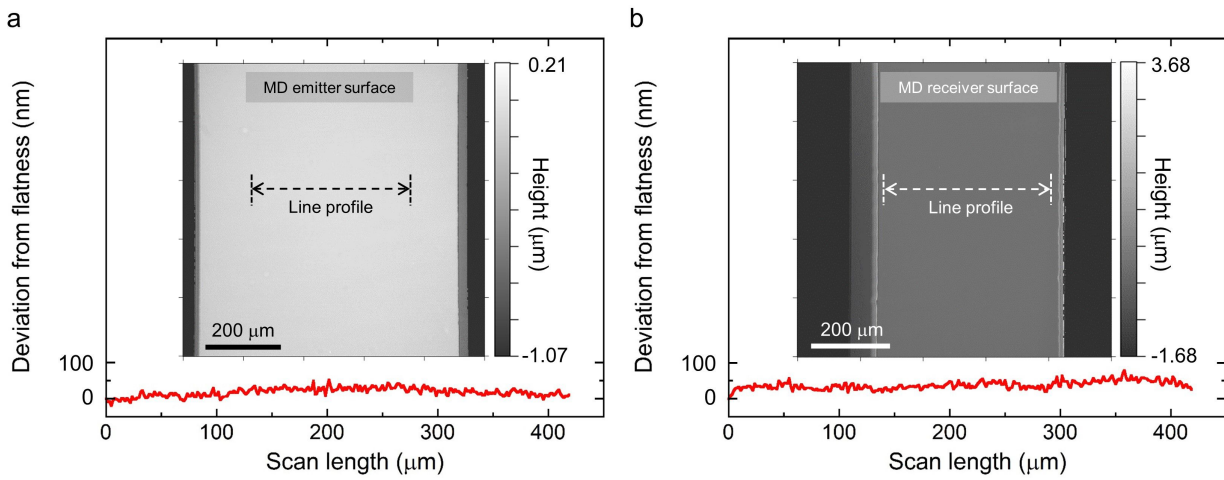 a
Deviation from flatness (nm)
100
0
MD emitter surface
Line profile
200 μm
0.21
Height (μm)
-1.07
0
100
200
300
400
Scan length (μm)
b
Deviation from flatness (nm)
100
0
MD receiver surface
Line profile
200 μm
3.68
Height (μm)
-1.68
0
100
200
300
400
Scan length (μm)